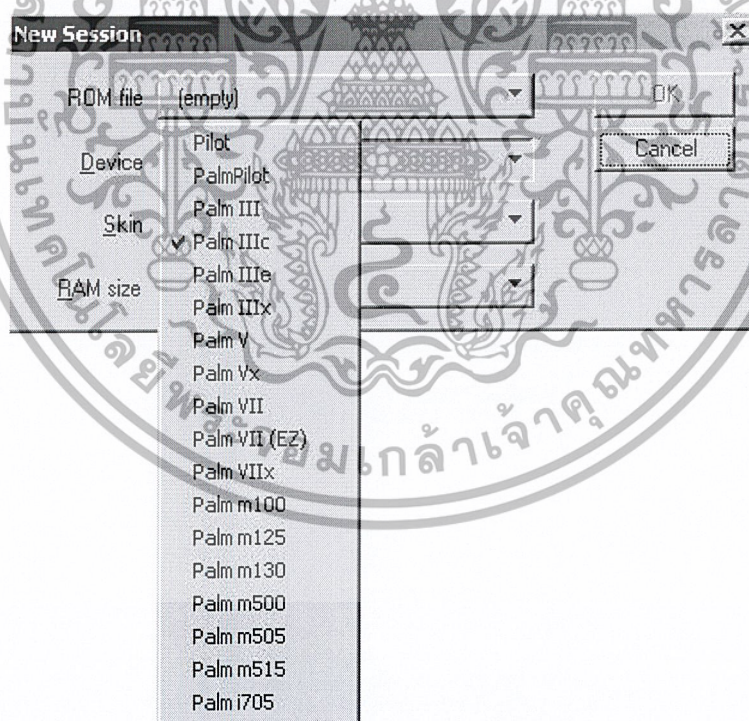 New Session
ROM file (empty) OK
Device Cancel
Skin
RAM size
Pilot
PalmPilot
Palm III
Palm IIIc
Palm IIIe
Palm IIIx
Palm V
Palm Vx
Palm VII
Palm VII (EZ)
Palm VIIx
Palm m100
Palm m125
Palm m130
Palm m500
Palm m505
Palm m515
Palm i705